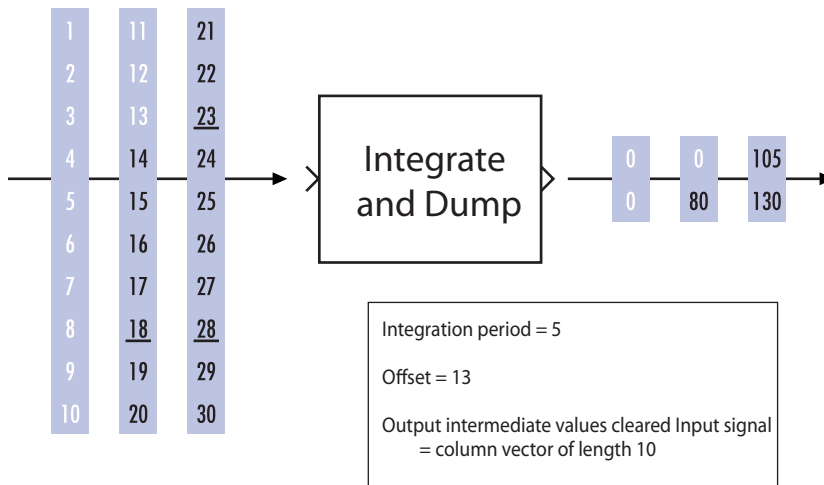 1 11 21
2 12 22
3 13 23
4 14 24
5 15 25
6 16 26
7 17 27
8 18 28
9 19 29
10 20 30
Integrate
and Dump
0 0 105
0 80 130
Integration period = 5
Offset = 13
Output intermediate values cleared Input signal
= column vector of length 10